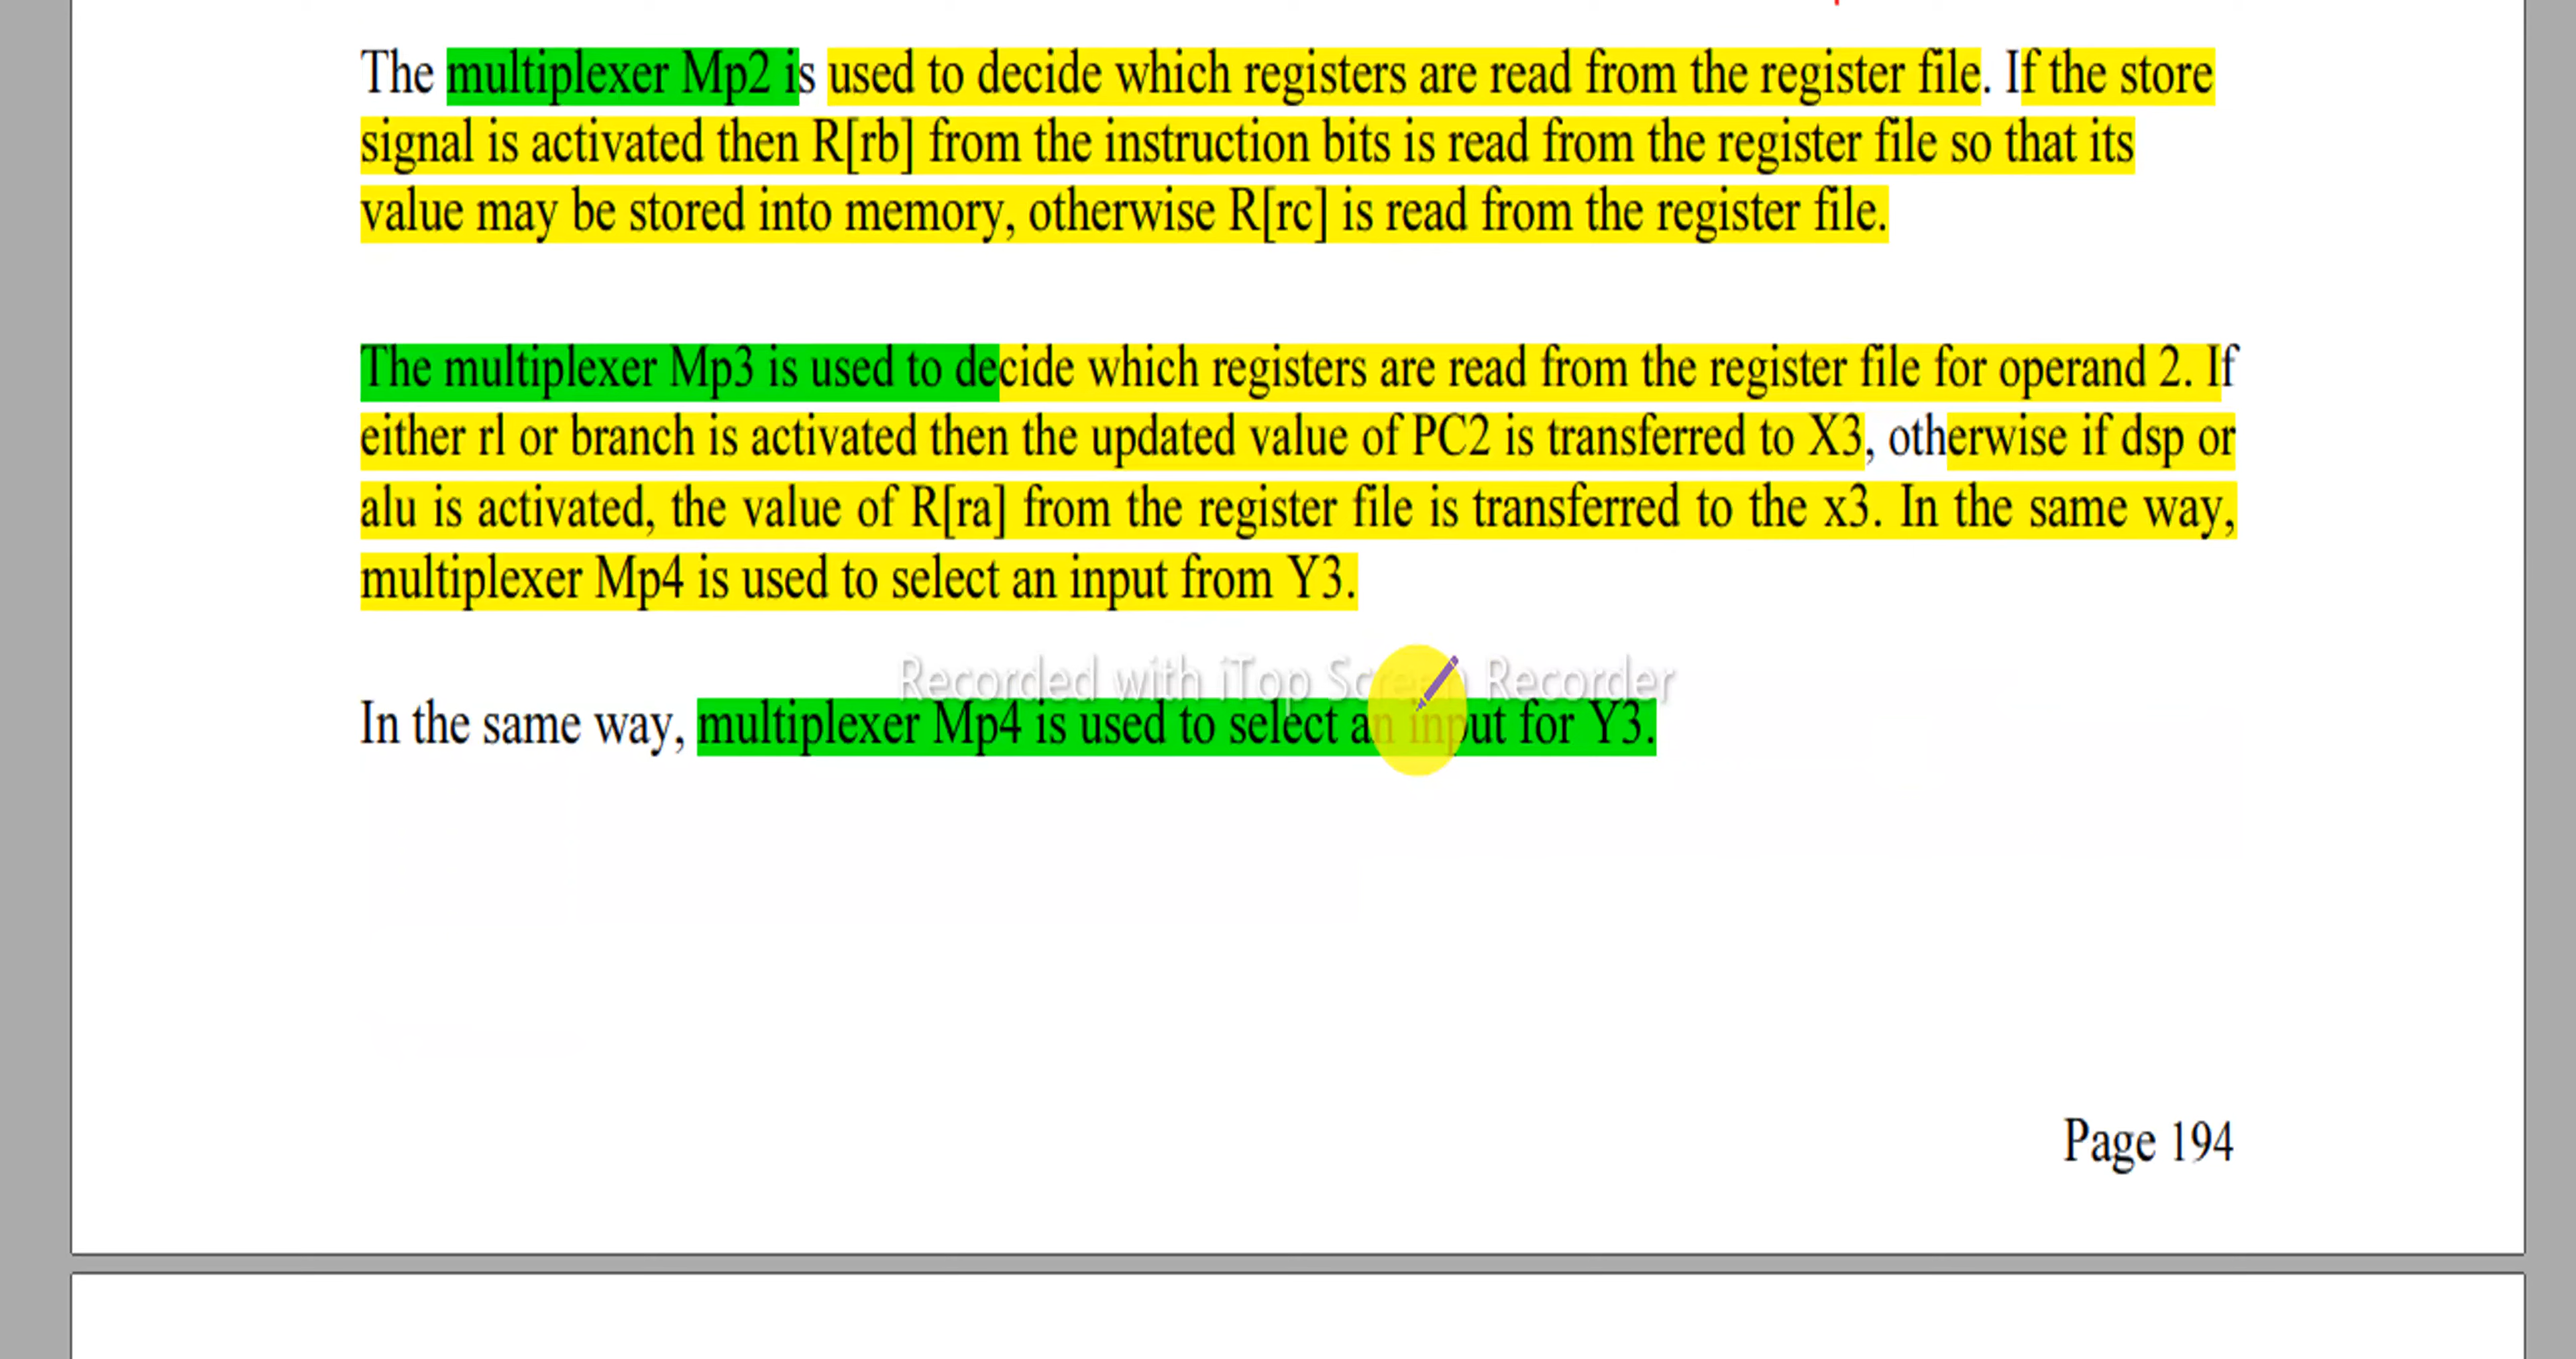 The multiplexer Mp2 is used to decide which registers are read from the register file. If the store
signal is activated then R[rb] from the instruction bits is read from the register file so that its
value may be stored into memory, otherwise R[rc] is read from the register file.
The multiplexer Mp3 is used to decide which registers are read from the register file for operand 2. If
either rl or branch is activated then the updated value of PC2 is transferred to X3, otherwise if dsp or
alu is activated, the value of R[ra] from the register file is transferred to the x3. In the same way,
multiplexer Mp4 is used to select an input from Y3.
Recorded with iTop Screen Recorder
In the same way, multiplexer Mp4 is used to select an input for Y3.
Page 194